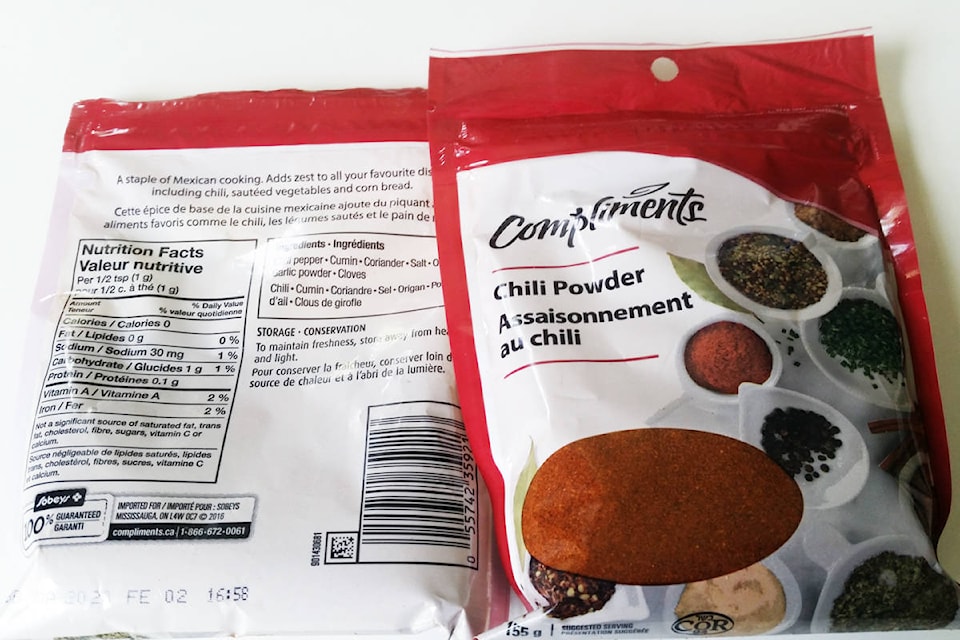 A staple of Mexican cooking. Adds zest to all your favourite
including chili, sautéed vegetables and corn bread.
Cette épice de base de la cuisine mexicaine ajoute du piquant
aliments favoris comme le chili, les légumes sautés et le pain de
Nutrition Facts
Valeur nutritive
Per 1/2 tsp (1 g)
pour 1/2 c. à thé (1 g)
Amount
Teneur
% Daily Value
% valeur quotidienne
Calories / Calories 0
Fat / Lipides 0 g 0 %
Sodium / Sodium 30 mg 1 %
Carbohydrate / Glucides 1 g 1 %
Protein / Protéines 0.1 g
Vitamin A / Vitamine A 2 %
Iron / Fer 2 %
Not a significant source of saturated fat, trans
fat, cholesterol, fibre, sugars, vitamin C or
calcium.
Source négligeable de lipides saturés, lipides
trans, cholestérol, fibres, sucres, vitamine C
et calcium.
Ingredients • Ingrédients
pepper • Cumin • Coriander • Salt •
garlic powder • Cloves
Chili • Cumin • Coriandre • Sel • Origan •
d'ail • Clous de girofle
STORAGE • CONSERVATION
To maintain freshness, store away from
and light.
Pour conserver la fraîcheur, conserver loin
source de chaleur et à l'abri de la lumière.
Sobeys
100% GUARANTEED
GARANTI
IMPORTED FOR / IMPORTÉ POUR : SOBEYS
MISSISSAUGA, ON L4W 0C7 © 2016
compliments.ca | 1-866-672-0061
901430681
0 55742 35921
FE 02 16:58
Compliments
Chili Powder
Assaisonnement
au chili
155 g
SUGGESTED SERVING
PRÉSENTATION SUGGÉRÉE
COR